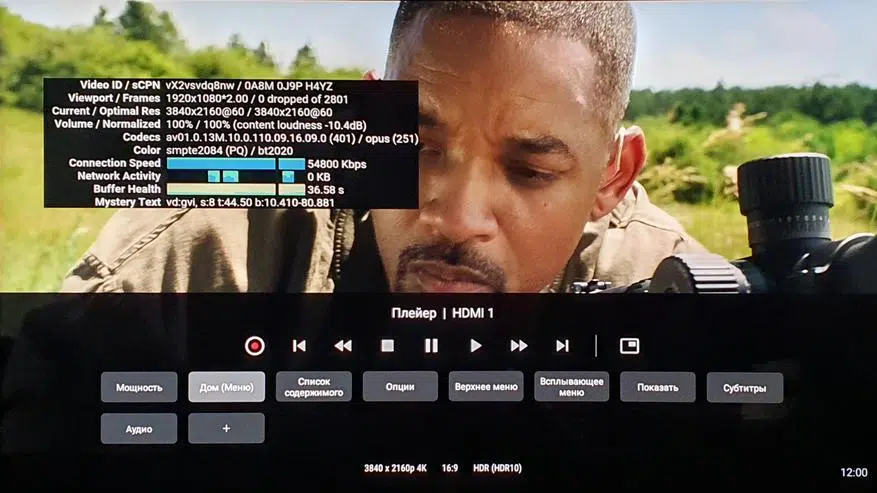 Video ID / sCPN vX2vsvdq8nw / 0A8M 0J9P H4YZ
Viewport / Frames 1920x1080*2.00 / 0 dropped of 2801
Current / Optimal Res 3840x2160@60 / 3840x2160@60
Volume / Normalized 100% / 100% (content loudness -10.4dB)
Codecs av01.0.13M.10.0.110.09.16.09.0 (401) / opus (251)
Color smpte2084 (PQ) / bt2020
Connection Speed 54800 Kbps
Network Activity 0 KB
Buffer Health 36.58 s
Mystery Text vd:gvi, s:8 t:44.50 b:10.410-80.881
Плейер | HDMI 1
Мощность Дом (Меню) Список содержимого Опции Верхнее меню Всплывающее меню Показать Субтитры
Аудио +
3840 x 2160p 4K 16:9 HDR (HDR10)
12:00